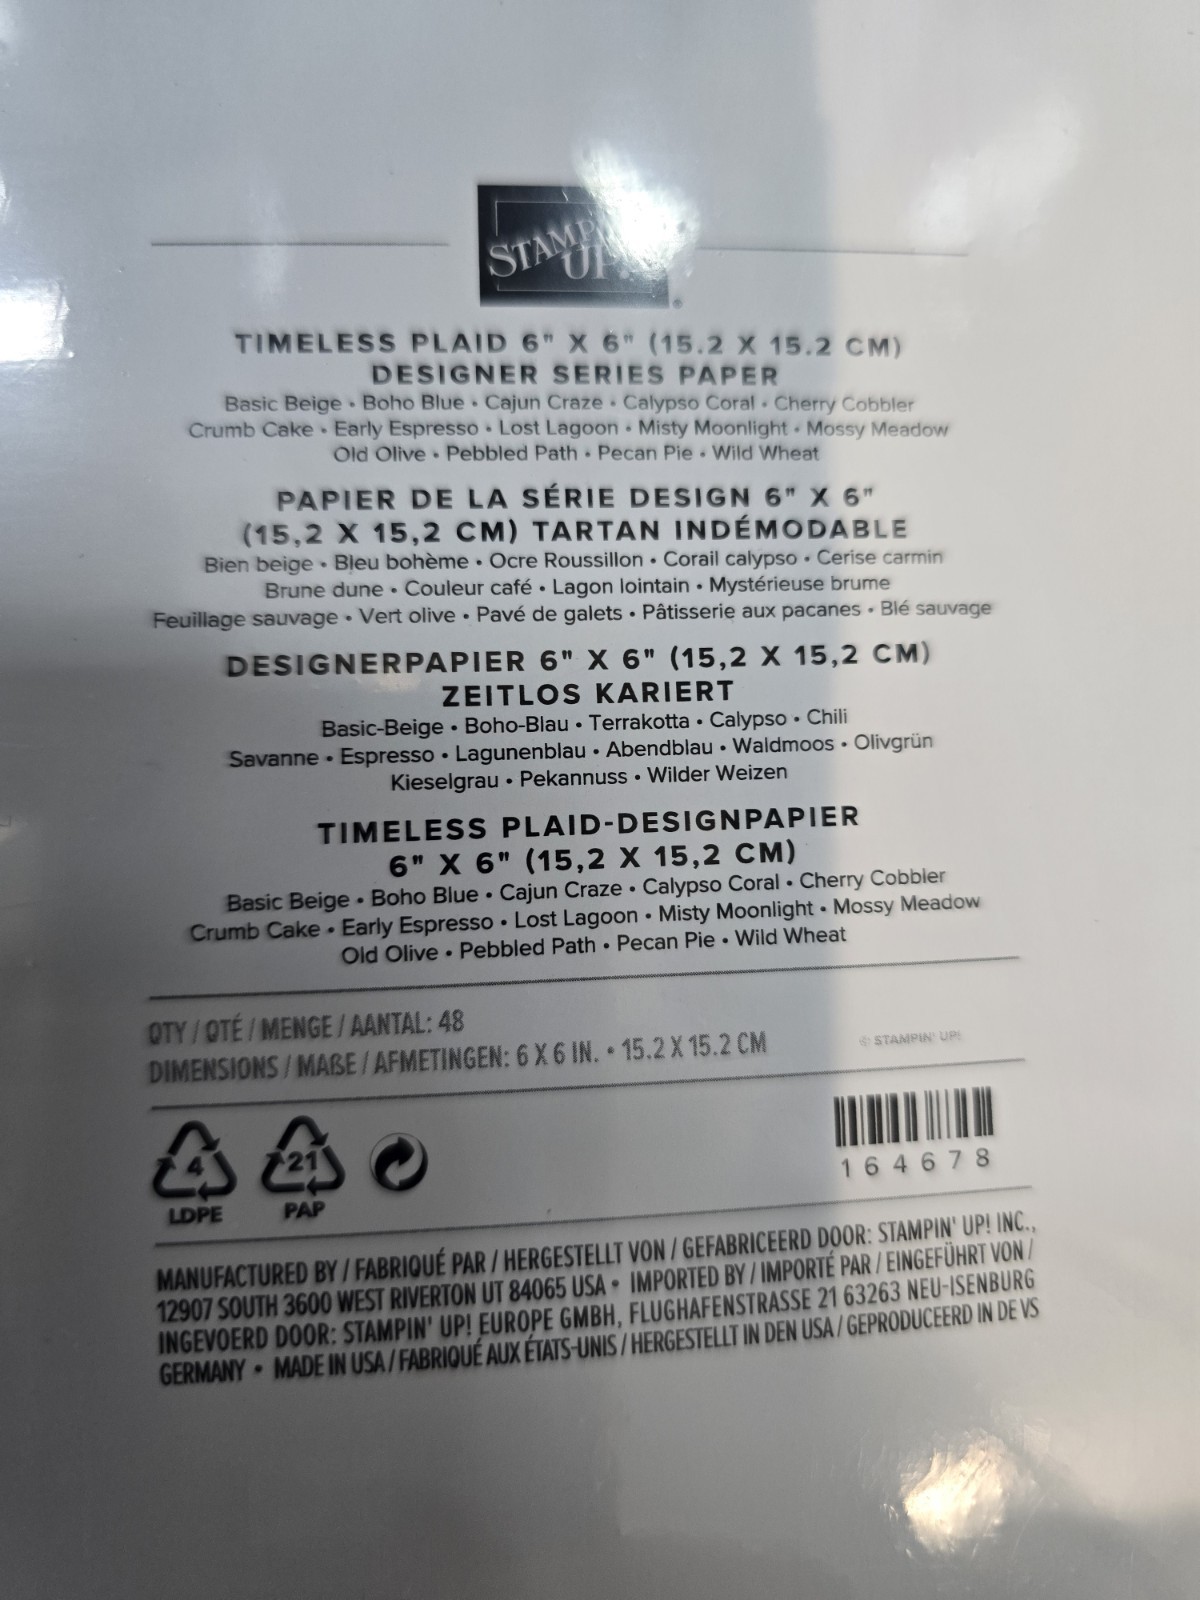 STAMPIN' UP!®
TIMELESS PLAID 6" X 6" (15.2 X 15.2 CM)
DESIGNER SERIES PAPER
Basic Beige • Boho Blue • Cajun Craze • Calypso Coral • Cherry Cobbler
Crumb Cake • Early Espresso • Lost Lagoon • Misty Moonlight • Mossy Meadow
Old Olive • Pebbled Path • Pecan Pie • Wild Wheat
PAPIER DE LA SÉRIE DESIGN 6" X 6"
(15,2 X 15,2 CM) TARTAN INDÉMODABLE
Bien beige • Bleu bohème • Ocre Roussillon • Corail calypso • Cerise carmin
Brune dune • Couleur café • Lagon lointain • Mystérieuse brume
Feuillage sauvage • Vert olive • Pavé de galets • Pâtisserie aux pacanes • Blé sauvage
DESIGNERPAPIER 6" X 6" (15,2 X 15,2 CM)
ZEITLOS KARIERT
Basic-Beige • Boho-Blau • Terrakotta • Calypso • Chili
Savanne • Espresso • Lagunenblau • Abendblau • Waldmoos • Olivgrün
Kieselgrau • Pekannuss • Wilder Weizen
TIMELESS PLAID-DESIGNPAPIER
6" X 6" (15,2 X 15,2 CM)
Basic Beige • Boho Blue • Cajun Craze • Calypso Coral • Cherry Cobbler
Crumb Cake • Early Espresso • Lost Lagoon • Misty Moonlight • Mossy Meadow
Old Olive • Pebbled Path • Pecan Pie • Wild Wheat
QTY / QTÉ / MENGE / AANTAL: 48
DIMENSIONS / MAßE / AFMETINGEN: 6 X 6 IN. • 15.2 X 15.2 CM
© STAMPIN' UP!
4
LDPE
21
PAP
164678
MANUFACTURED BY / FABRIQUÉ PAR / HERGESTELLT VON / GEFABRICEERD DOOR: STAMPIN' UP! INC.,
12907 SOUTH 3600 WEST RIVERTON UT 84065 USA • IMPORTED BY / IMPORTÉ PAR / EINGEFÜHRT VON /
INGEVOERD DOOR: STAMPIN' UP! EUROPE GMBH, FLUGHAFENSTRASSE 21 63263 NEU-ISENBURG
GERMANY • MADE IN USA / FABRIQUÉ AUX ÉTATS-UNIS / HERGESTELLT IN DEN USA / GEPRODUCEERD IN DE VS